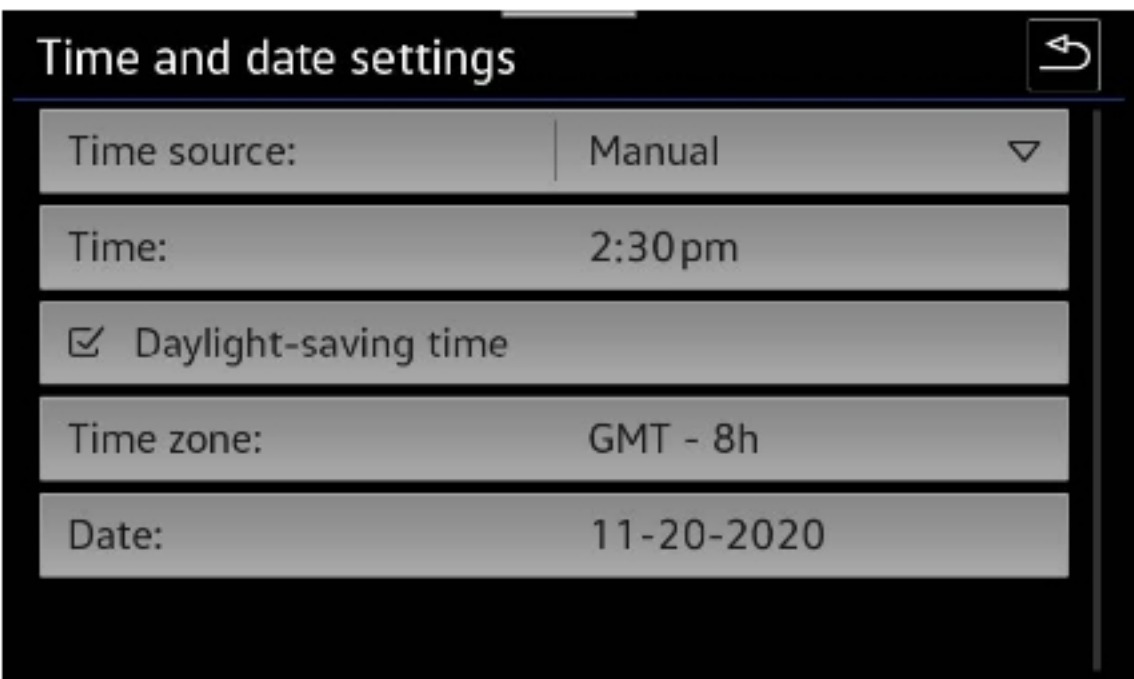 Time and date settings
Time source: Manual
Time: 2:30pm
Daylight-saving time
Time zone: GMT - 8h
Date: 11-20-2020